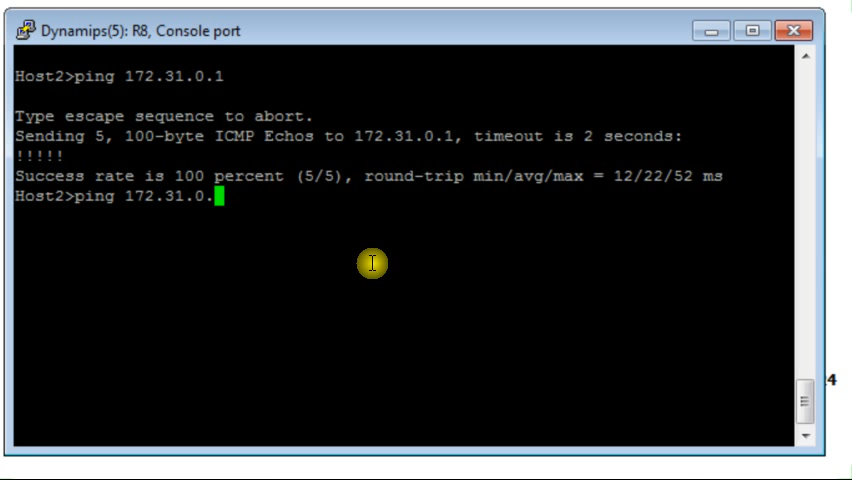 Dynamips(5): R8, Console port
Host2>ping 172.31.0.1
Type escape sequence to abort.
Sending 5, 100-byte ICMP Echos to 172.31.0.1, timeout is 2 seconds:
!!!!!
Success rate is 100 percent (5/5), round-trip min/avg/max = 12/22/52 ms
Host2>ping 172.31.0.
4